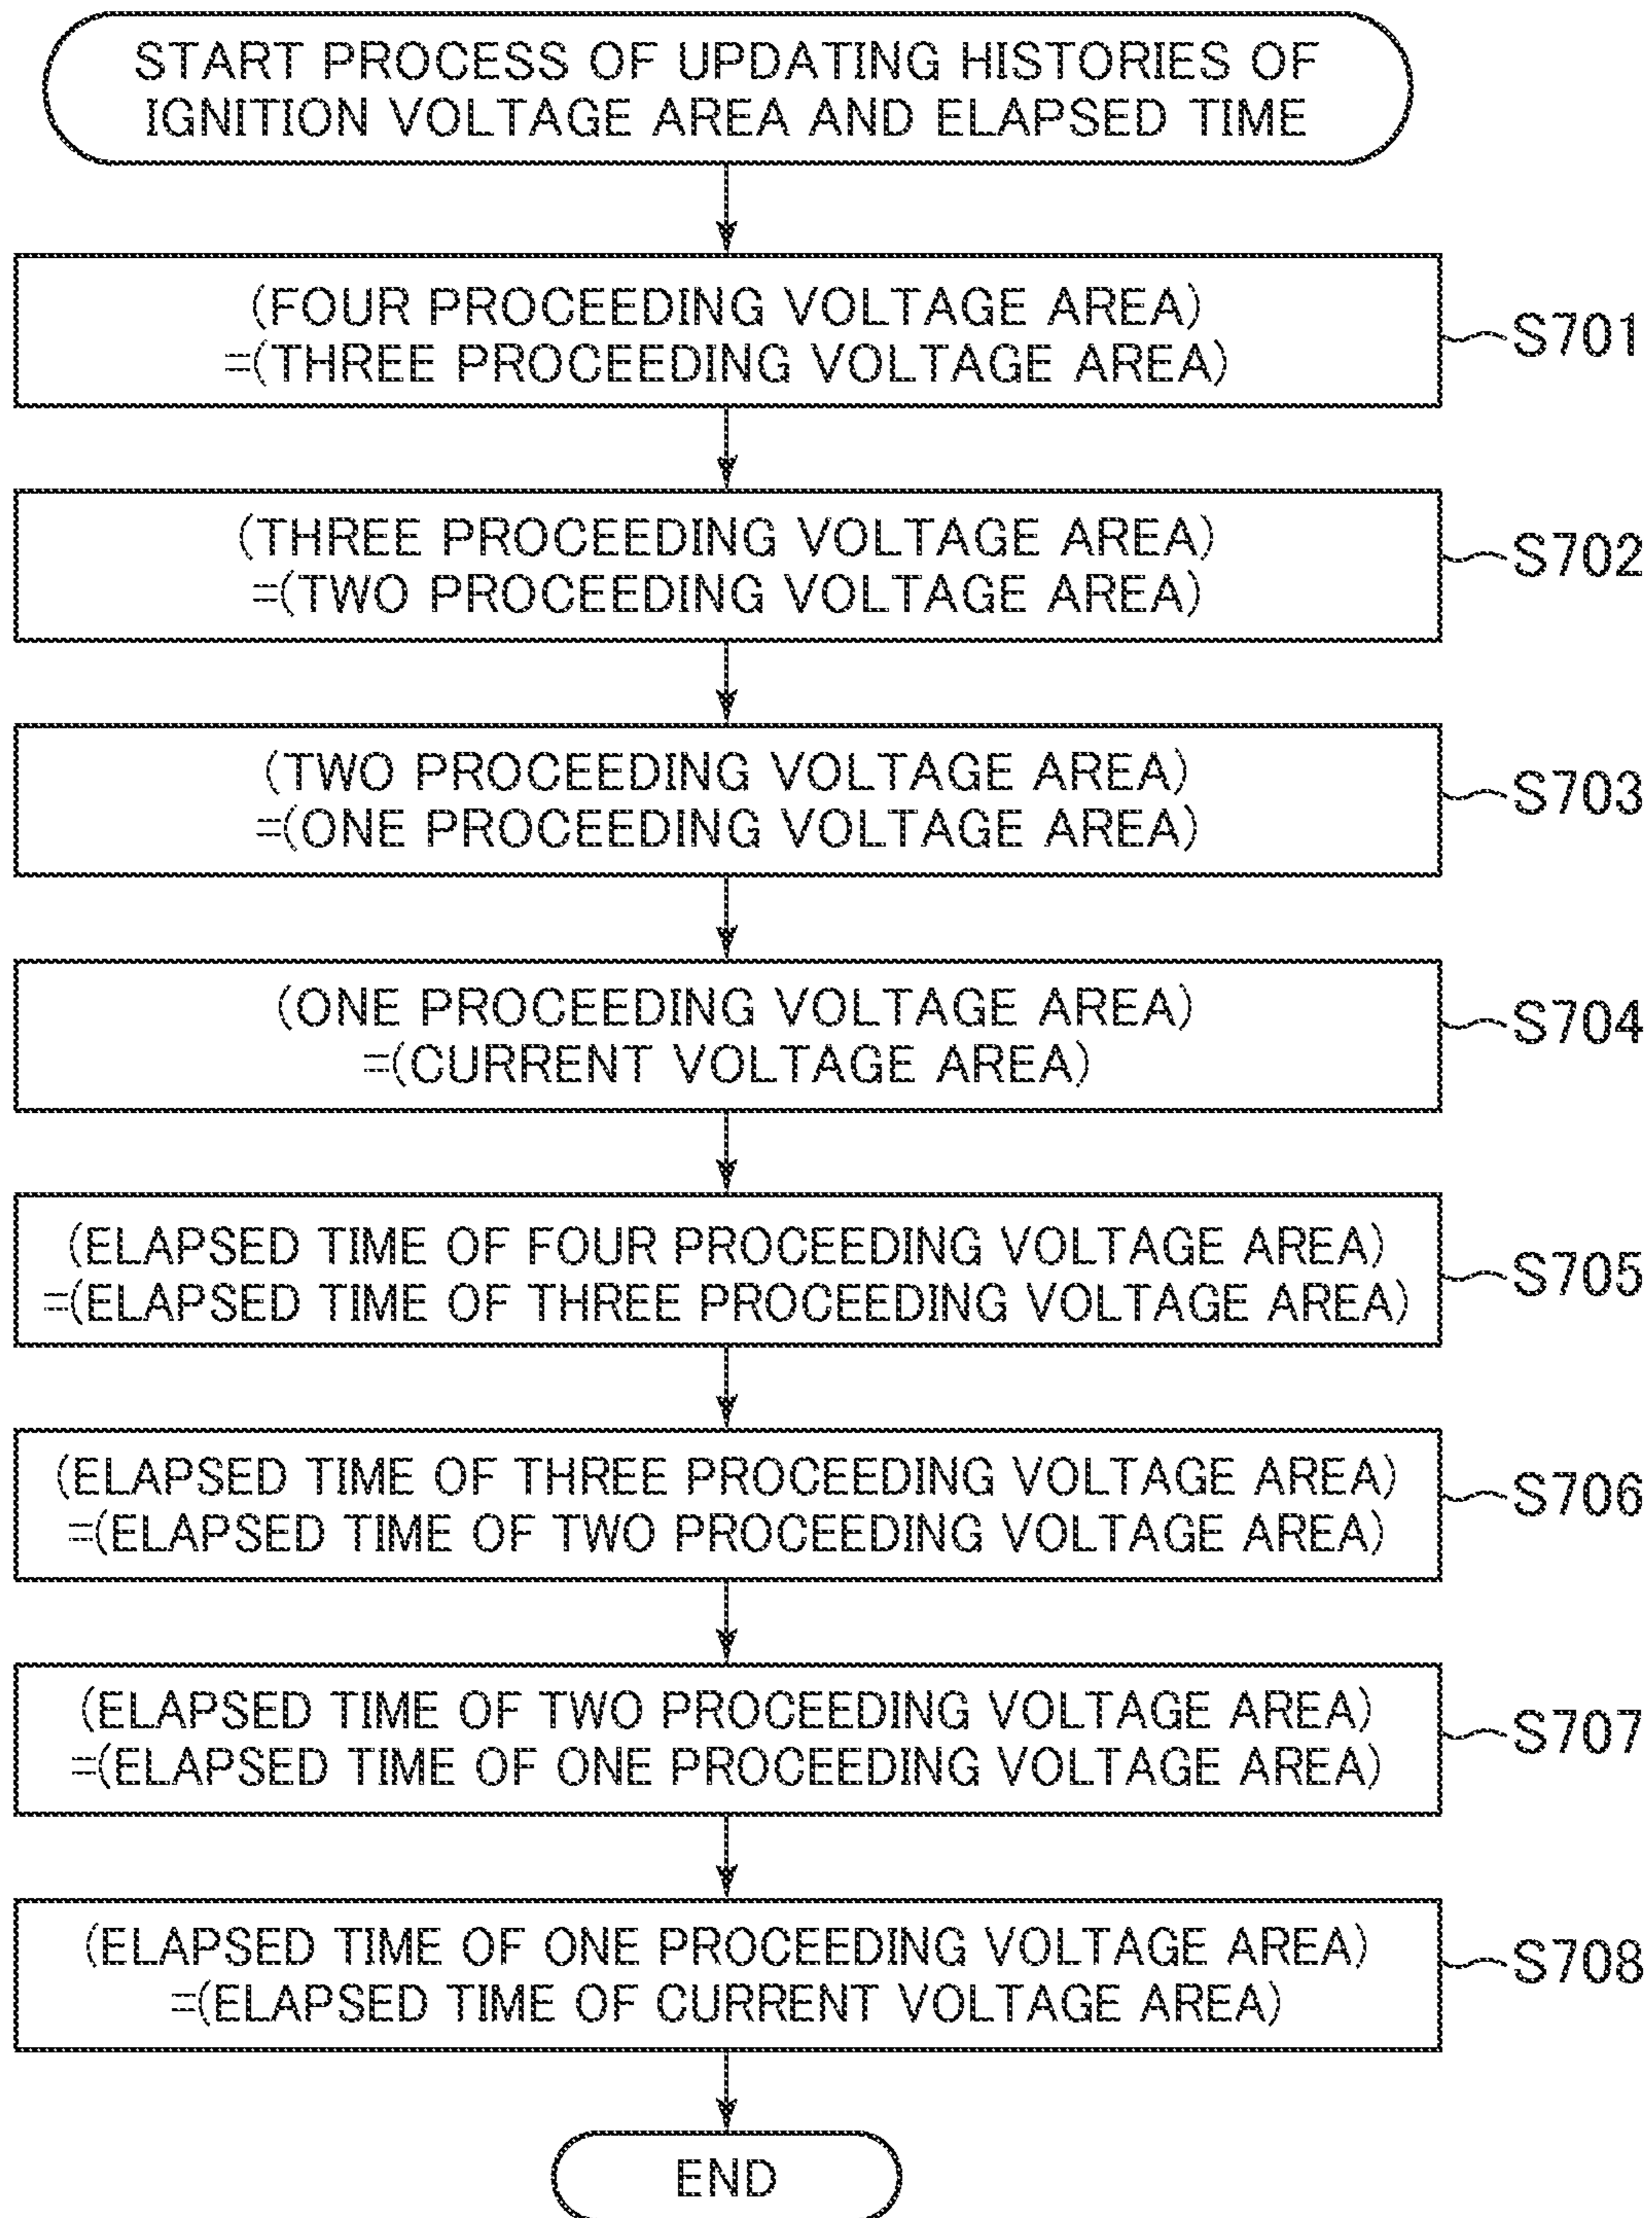 START PROCESS OF UPDATING HISTORIES OF
IGNITION VOLTAGE AREA AND ELAPSED TIME
(FOUR PROCEEDING VOLTAGE AREA)
=(THREE PROCEEDING VOLTAGE AREA)
S701
(THREE PROCEEDING VOLTAGE AREA)
=(TWO PROCEEDING VOLTAGE AREA)
S702
(TWO PROCEEDING VOLTAGE AREA)
=(ONE PROCEEDING VOLTAGE AREA)
S703
(ONE PROCEEDING VOLTAGE AREA)
=(CURRENT VOLTAGE AREA)
S704
(ELAPSED TIME OF FOUR PROCEEDING VOLTAGE AREA)
=(ELAPSED TIME OF THREE PROCEEDING VOLTAGE AREA)
S705
(ELAPSED TIME OF THREE PROCEEDING VOLTAGE AREA)
=(ELAPSED TIME OF TWO PROCEEDING VOLTAGE AREA)
S706
(ELAPSED TIME OF TWO PROCEEDING VOLTAGE AREA)
=(ELAPSED TIME OF ONE PROCEEDING VOLTAGE AREA)
S707
(ELAPSED TIME OF ONE PROCEEDING VOLTAGE AREA)
=(ELAPSED TIME OF CURRENT VOLTAGE AREA)
S708
END